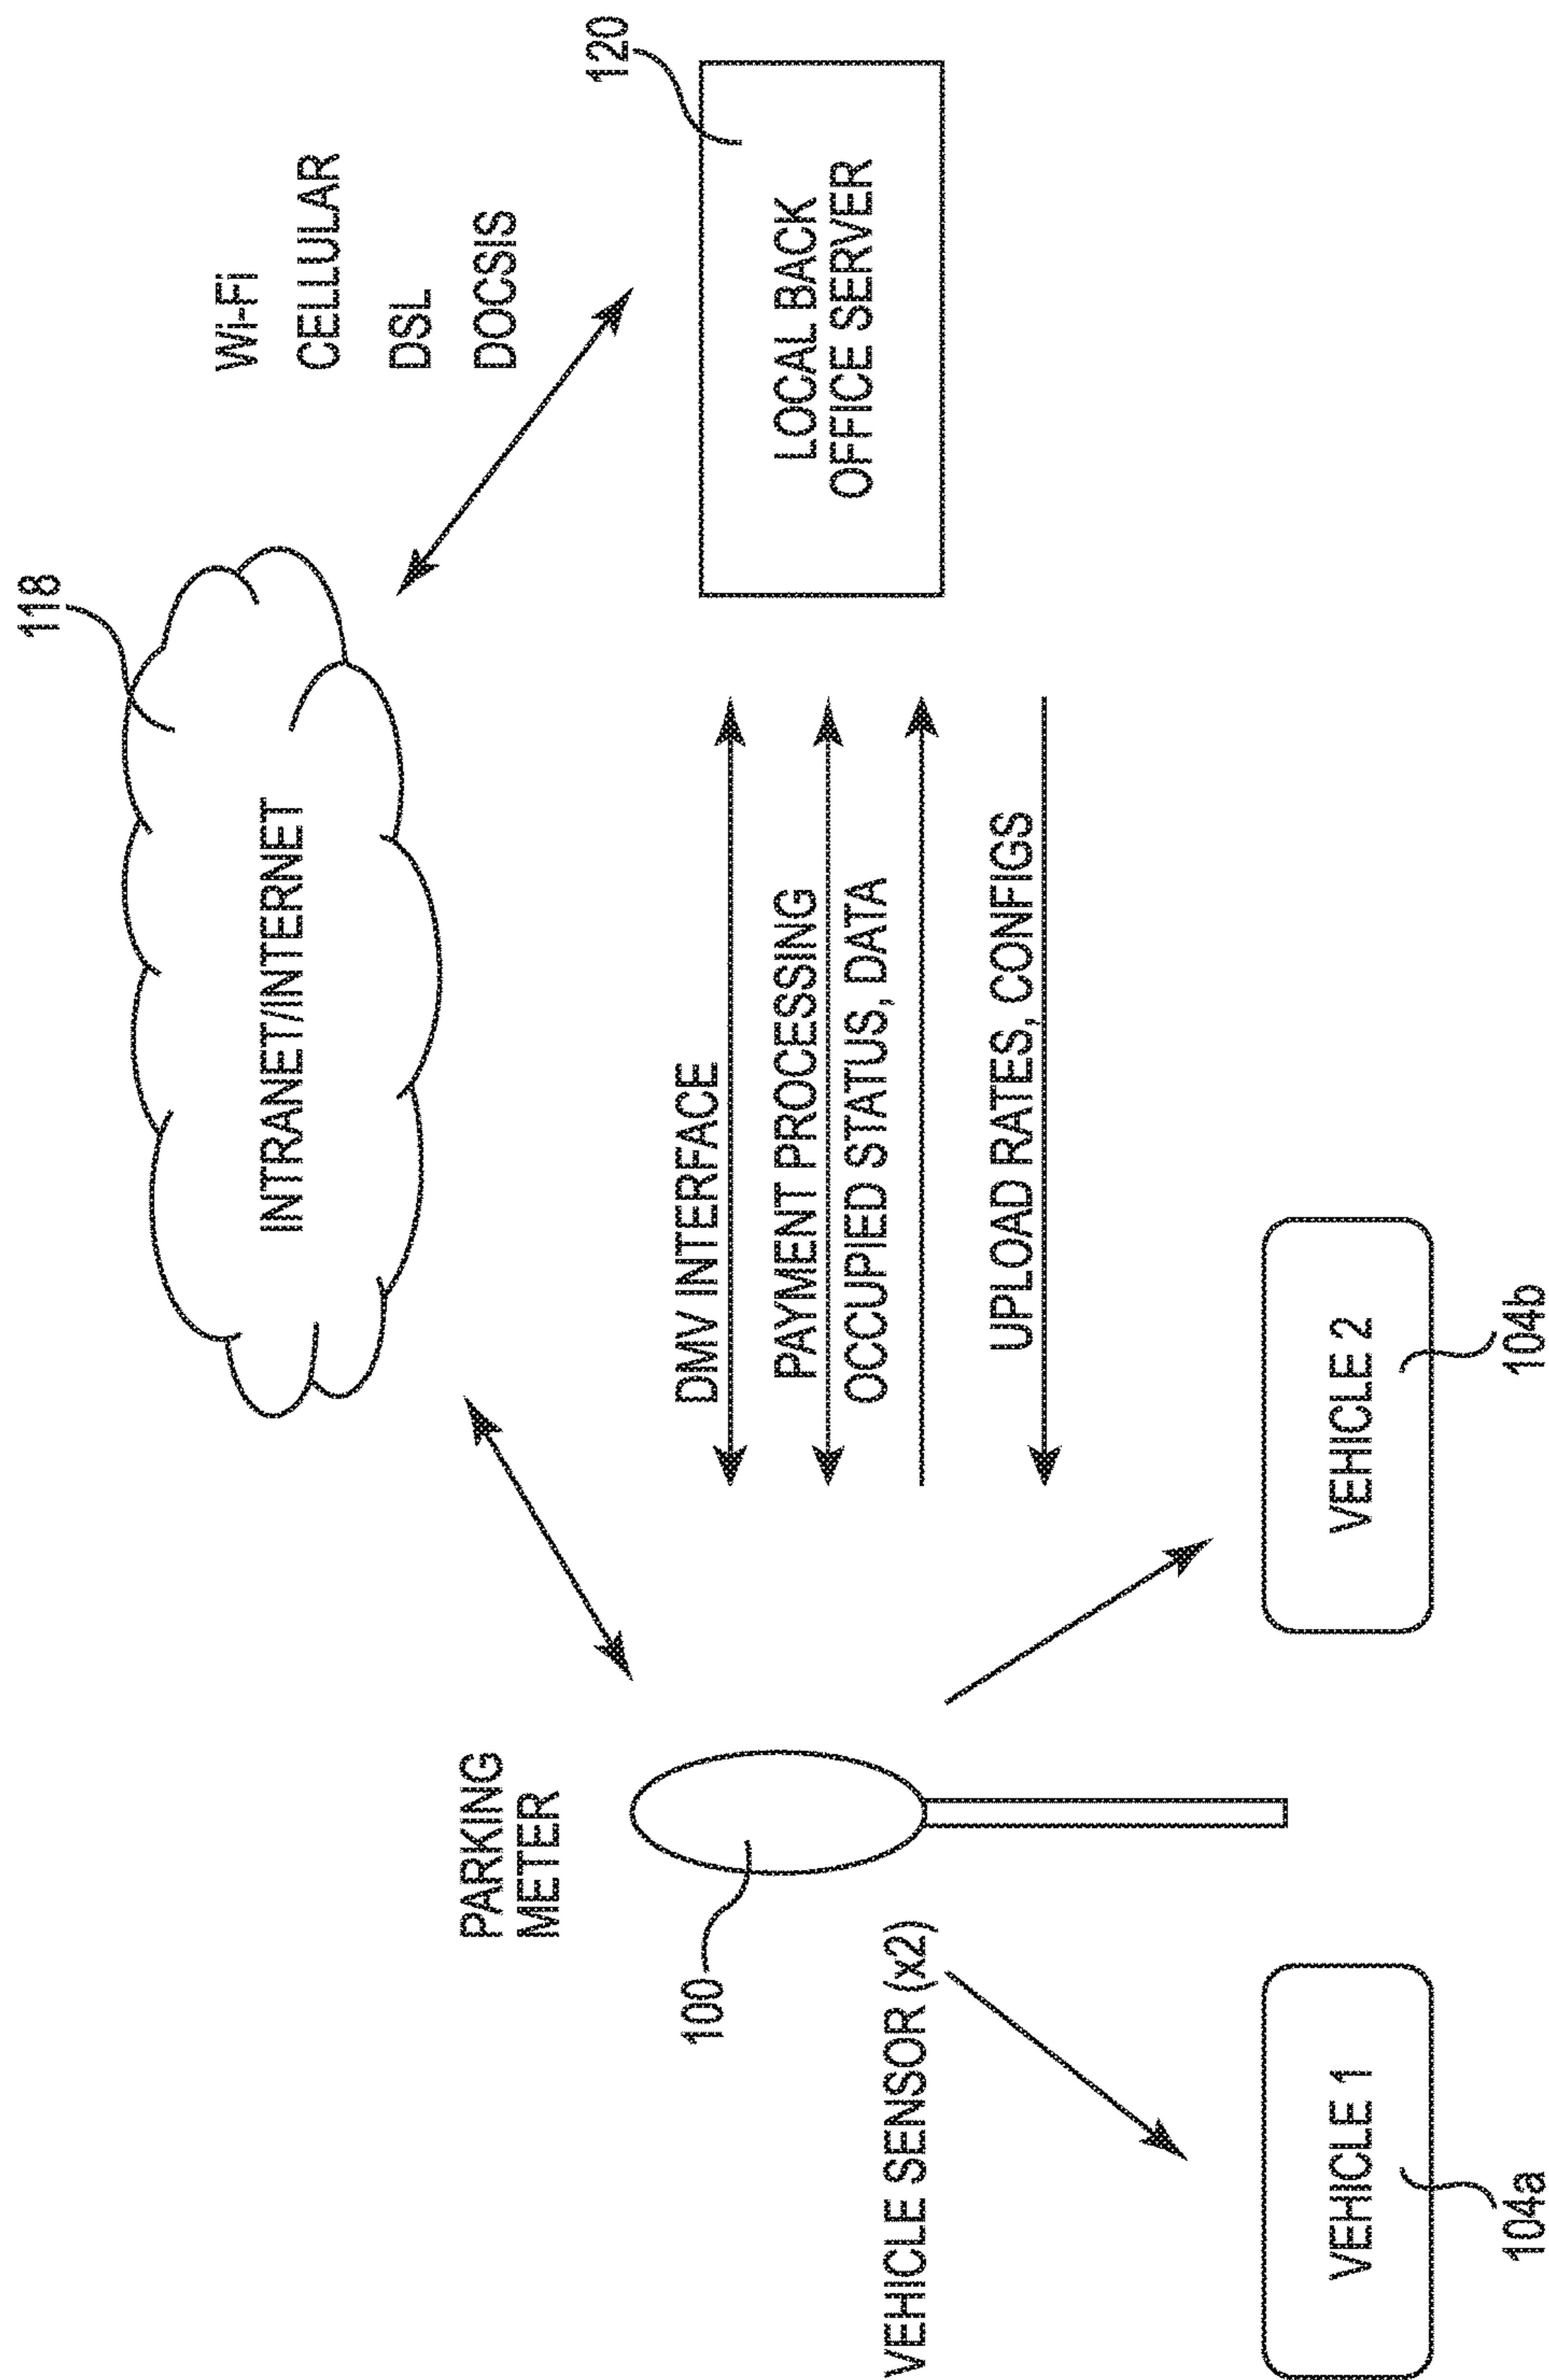 118
INTRANET/INTERNET
Wi-Fi
CELLULAR
DSL
DOCSIS
120
LOCAL BACK
OFFICE SERVER
PARKING
METER
100
DMV INTERFACE
PAYMENT PROCESSING
OCCUPIED STATUS, DATA
UPLOAD RATES, CONFIGS
VEHICLE SENSOR (x2)
VEHICLE 1
104a
VEHICLE 2
104b